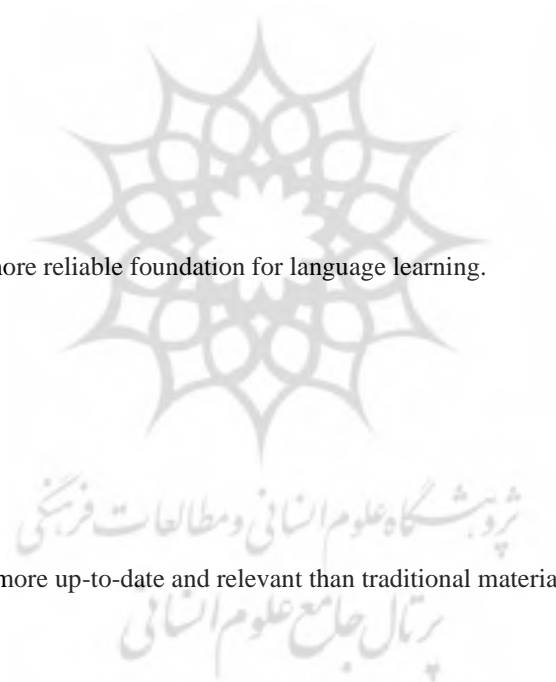 more reliable foundation for language learning.
پژوهشگاه علوم انسانی و مطالعات فرهنگی
more up-to-date and relevant than traditional materia
پرتال جامع علوم انسانی